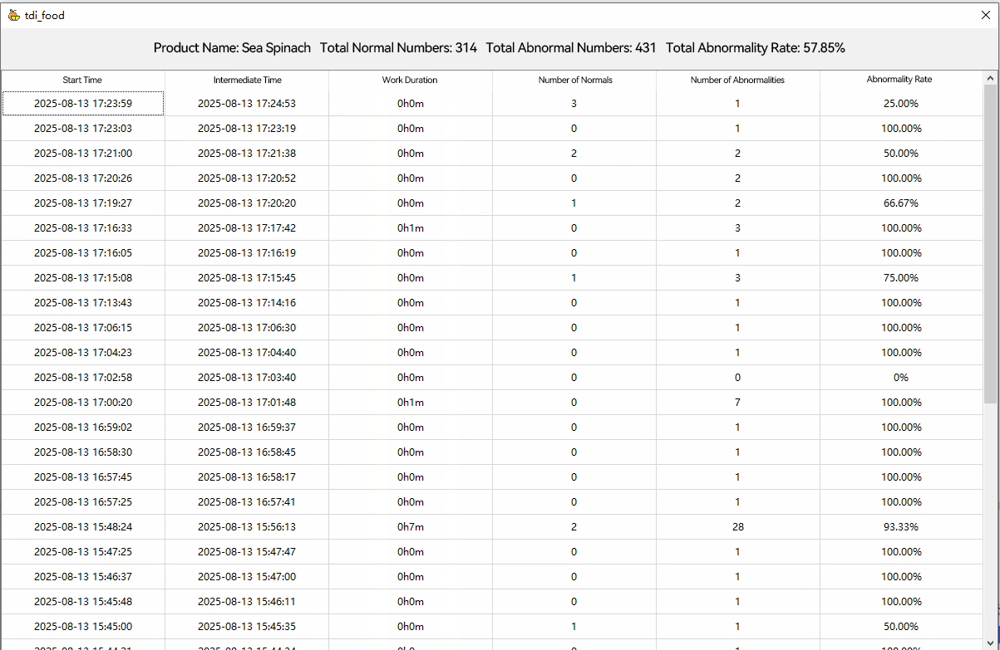 tdi_food
Product Name: Sea Spinach Total Normal Numbers: 314 Total Abnormal Numbers: 431 Total Abnormality Rate: 57.85%
Start Time Intermediate Time Work Duration Number of Normals Number of Abnormalities Abnormality Rate
2025-08-13 17:23:59 2025-08-13 17:24:53 0h0m 3 1 25.00%
2025-08-13 17:23:03 2025-08-13 17:23:19 0h0m 0 1 100.00%
2025-08-13 17:21:00 2025-08-13 17:21:38 0h0m 2 2 50.00%
2025-08-13 17:20:26 2025-08-13 17:20:52 0h0m 0 2 100.00%
2025-08-13 17:19:27 2025-08-13 17:20:20 0h0m 1 2 66.67%
2025-08-13 17:16:33 2025-08-13 17:17:42 0h1m 0 3 100.00%
2025-08-13 17:16:05 2025-08-13 17:16:19 0h0m 0 1 100.00%
2025-08-13 17:15:08 2025-08-13 17:15:45 0h0m 1 3 75.00%
2025-08-13 17:13:43 2025-08-13 17:14:16 0h0m 0 1 100.00%
2025-08-13 17:06:15 2025-08-13 17:06:30 0h0m 0 1 100.00%
2025-08-13 17:04:23 2025-08-13 17:04:40 0h0m 0 1 100.00%
2025-08-13 17:02:58 2025-08-13 17:03:40 0h0m 0 0 0%
2025-08-13 17:00:20 2025-08-13 17:01:48 0h1m 0 7 100.00%
2025-08-13 16:59:02 2025-08-13 16:59:37 0h0m 0 1 100.00%
2025-08-13 16:58:30 2025-08-13 16:58:45 0h0m 0 1 100.00%
2025-08-13 16:57:45 2025-08-13 16:58:17 0h0m 0 1 100.00%
2025-08-13 16:57:25 2025-08-13 16:57:41 0h0m 0 1 100.00%
2025-08-13 15:48:24 2025-08-13 15:56:13 0h7m 2 28 93.33%
2025-08-13 15:47:25 2025-08-13 15:47:47 0h0m 0 1 100.00%
2025-08-13 15:46:37 2025-08-13 15:47:00 0h0m 0 1 100.00%
2025-08-13 15:45:48 2025-08-13 15:46:11 0h0m 0 1 100.00%
2025-08-13 15:45:00 2025-08-13 15:45:35 0h0m 1 1 50.00%